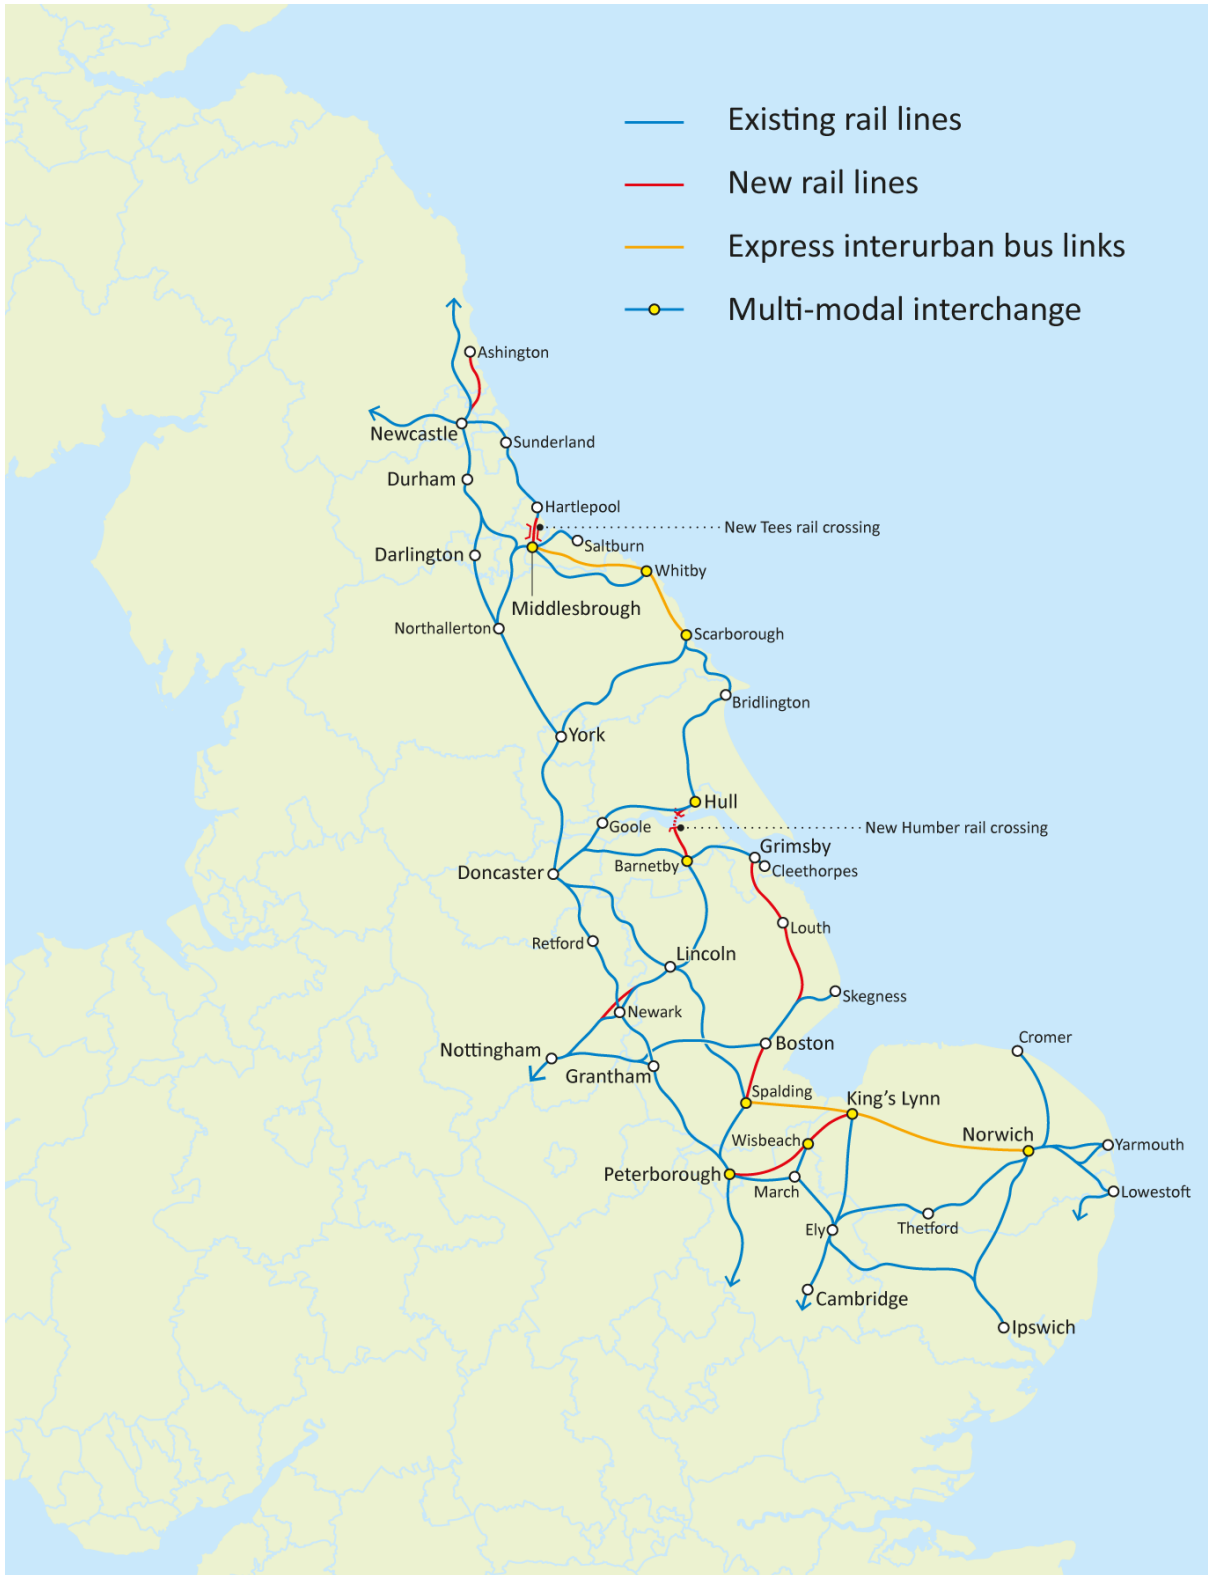 Existing rail lines
New rail lines
Express interurban bus links
Multi-modal interchange
Ashington
Newcastle
Sunderland
Durham
Hartlepool
New Tees rail crossing
Saltburn
Darlington
Whitby
Middlesbrough
Northallerton
Scarborough
Bridlington
York
Hull
Goole
New Humber rail crossing
Grimsby
Barnetby
Cleethorpes
Doncaster
Louth
Retford
Lincoln
Skegness
Newark
Nottingham
Boston
Cromer
Grantham
Spalding
King's Lynn
Wisbeach
Norwich
Yarmouth
Peterborough
March
Lowestoft
Thetford
Ely
Cambridge
Ipswich